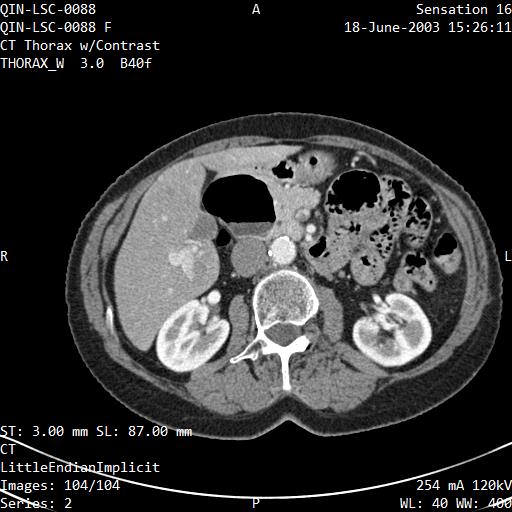 QIN-LSC-0088
A
Sensation 16
QIN-LSC-0088 F
18-June-2003 15:26:11
CT Thorax w/Contrast
THORAX_W 3.0 B40f
R
L
ST: 3.00 mm SL: 87.00 mm
CT
LittleEndianImplicit
Images: 104/104
254 mA 120kV
Series: 2
P
WL: 40 WW: 400